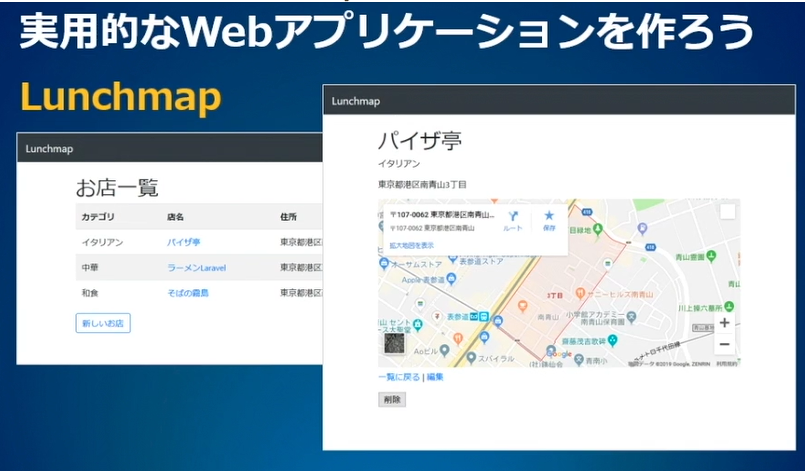 実用的なWebアプリケーションを作ろう
Lunchmap
Lunchmap
お店一覧
カテゴリ 店名 住所
イタリアン パイザ亭 東京都港区
中華 ラーメンLaravel 東京都港区
和食 そばの霧島 東京都港区
新しいお店
Lunchmap
パイザ亭
イタリアン
東京都港区南青山3丁目
〒107-0062 東京都港区南青山...
〒107-0062 東京都港区南青山
拡大地図を表示
ルート
保存
オーサムストア
表参道ストア
Apple 表参道
青山霊園
3TB
サニーヒルズ南青山
川上操六墓所
表参道
南青山
小学館アカデミー
南青山保育園
齋藤茂吉歌碑
Aoビル
スパイラル
Google
青南小
地図データ ©2019 Google, ZENRIN 利用規約
一覧に戻る | 編集
削除